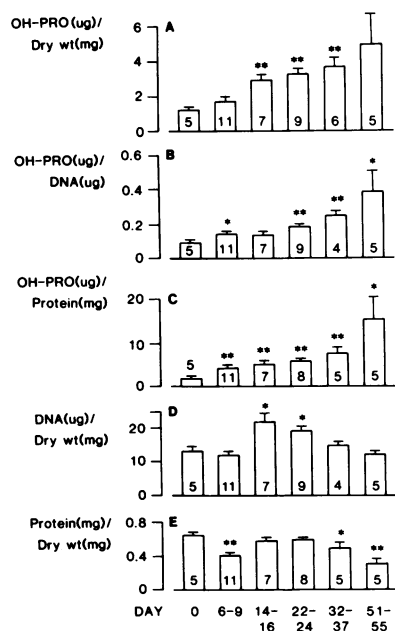 OH-PRO(ug)/
Dry wt(mg)
A
6
4
2
0
** ** **
5 11 7 9 6 5
OH-PRO(ug)/
DNA(ug)
B
0.6
0.4
0.2
0
* ** ** *
5 11 7 9 4 5
OH-PRO(ug)/
Protein(mg)
C
20
10
0
** ** ** ** *
5 11 7 8 5 5
DNA(ug)/
Dry wt(mg)
D
20
10
0
* *
5 11 7 9 4 5
Protein(mg)/
Dry wt(mg)
E
0.8
0.4
0
** * **
5 11 7 8 5 5
DAY 0 6-9 14-16 22-24 32-37 51-55